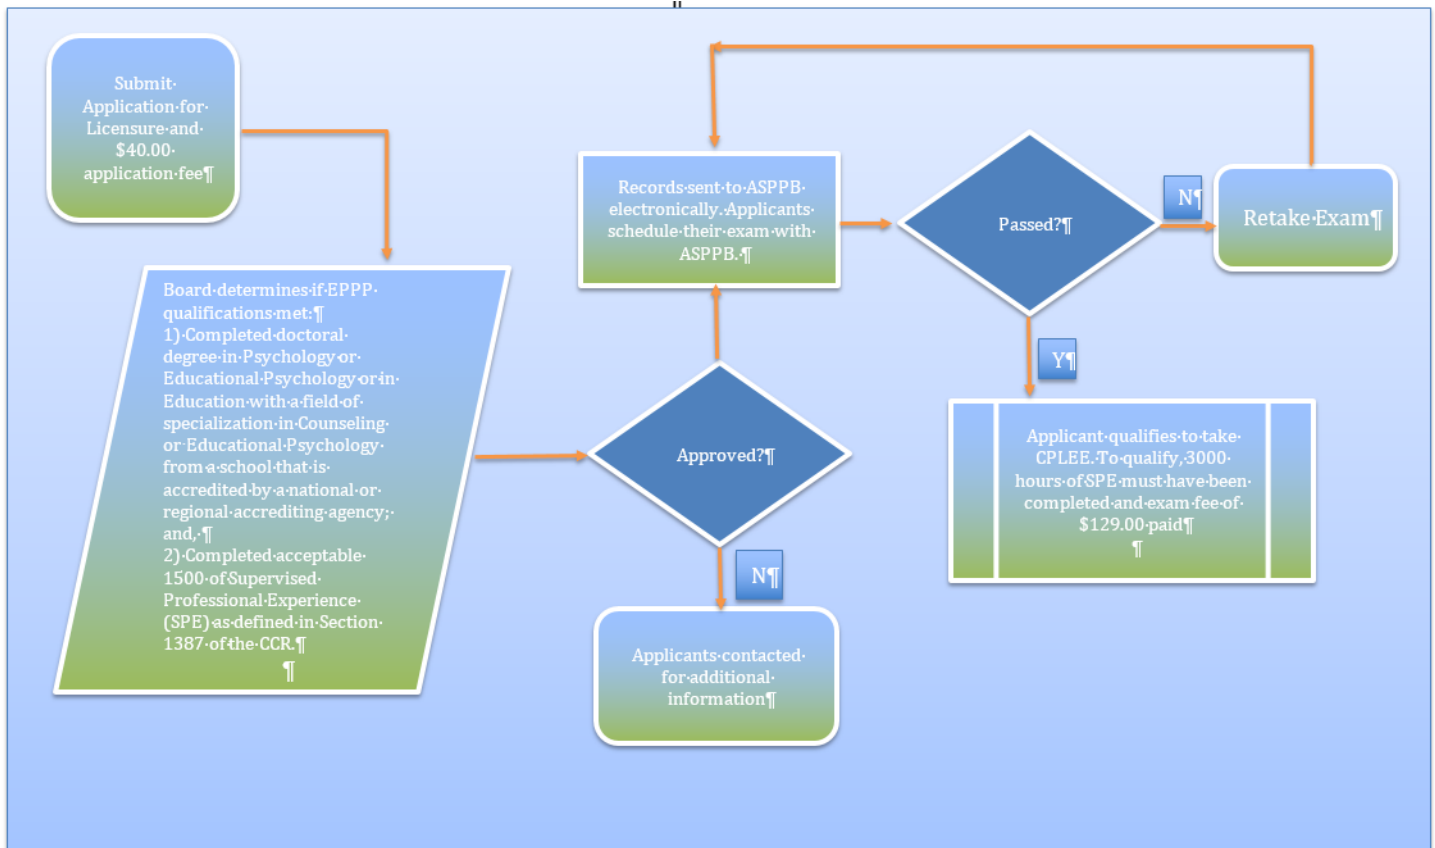 Submit
Application for
Licensure and
$40.00
application fee¶
Board determines if EPPP
qualifications met:¶
1) Completed doctoral
degree in Psychology or
Educational Psychology or in
Education with a field of
specialization in Counseling
or Educational Psychology
from a school that is
accredited by a national or
regional accrediting agency;
and, ¶
2) Completed acceptable
1500 of Supervised
Professional Experience
(SPE) as defined in Section
1387 of the CCR.¶
¶
Approved?¶
N¶
Applicants contacted
for additional
information¶
Records sent to ASPPB
electronically. Applicants
schedule their exam with
ASPPB. ¶
Passed?¶
N¶
Retake Exam¶
Y¶
Applicant qualifies to take
CPLEE. To qualify, 3000
hours of SPE must have been
completed and exam fee of
$129.00 paid¶
¶